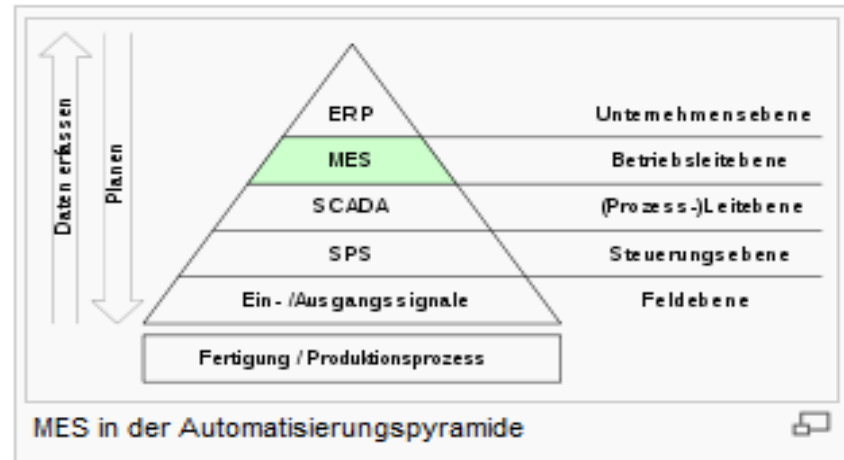 Daten erfassen
Planen
ERP Unternehmensebene
MES Betriebsleitebene
SCADA (Prozess-)Leitebene
SPS Steuerungsebene
Ein- /Ausgangssignale Feldebene
Fertigung / Produktionsprozess
MES in der Automatisierungspyramide